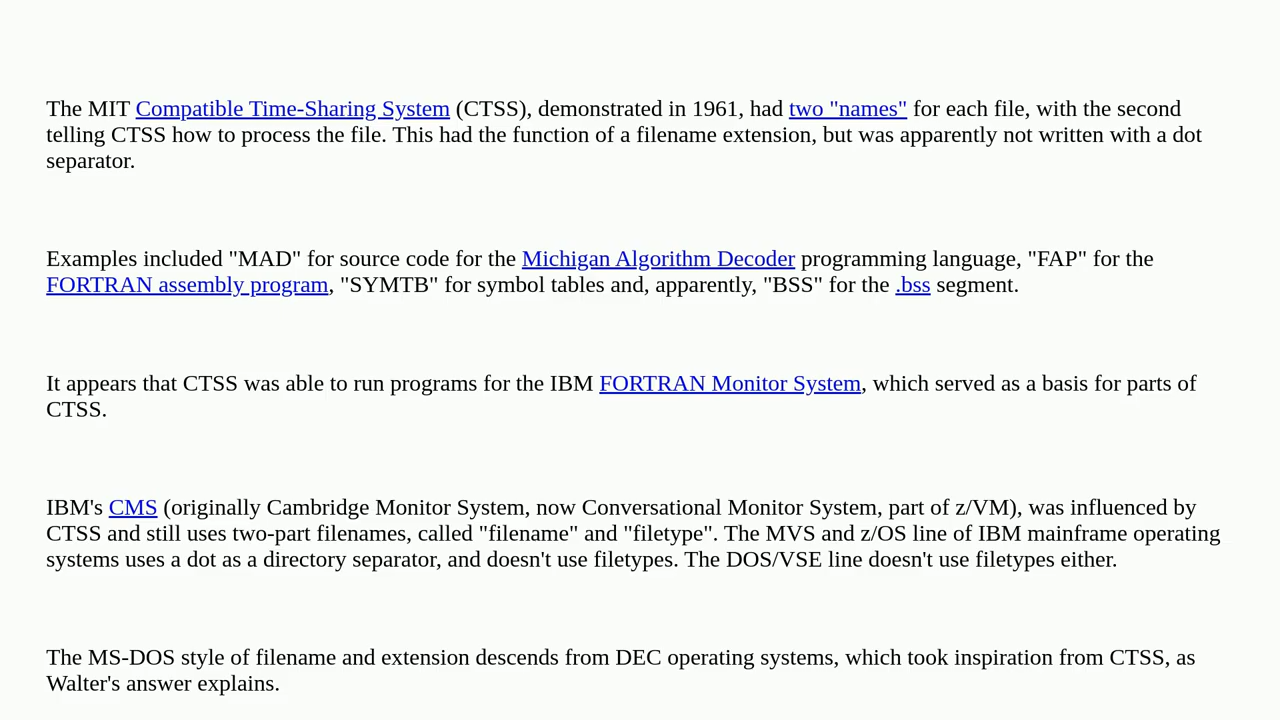 The MIT Compatible Time-Sharing System (CTSS), demonstrated in 1961, had two "names" for each file, with the second
telling CTSS how to process the file. This had the function of a filename extension, but was apparently not written with a dot
separator.
Examples included "MAD" for source code for the Michigan Algorithm Decoder programming language, "FAP" for the
FORTRAN assembly program, "SYMTB" for symbol tables and, apparently, "BSS" for the .bss segment.
It appears that CTSS was able to run programs for the IBM FORTRAN Monitor System, which served as a basis for parts of
CTSS.
IBM's CMS (originally Cambridge Monitor System, now Conversational Monitor System, part of z/VM), was influenced by
CTSS and still uses two-part filenames, called "filename" and "filetype". The MVS and z/OS line of IBM mainframe operating
systems uses a dot as a directory separator, and doesn't use filetypes. The DOS/VSE line doesn't use filetypes either.
The MS-DOS style of filename and extension descends from DEC operating systems, which took inspiration from CTSS, as
Walter's answer explains.